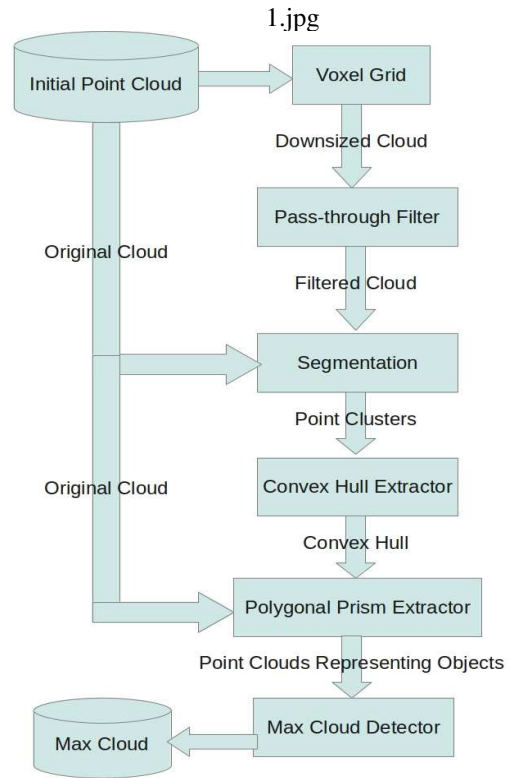 1.jpg
Initial Point Cloud
Voxel Grid
Downsized Cloud
Pass-through Filter
Original Cloud
Filtered Cloud
Segmentation
Point Clusters
Original Cloud
Convex Hull Extractor
Convex Hull
Polygonal Prism Extractor
Point Clouds Representing Objects
Max Cloud Detector
Max Cloud